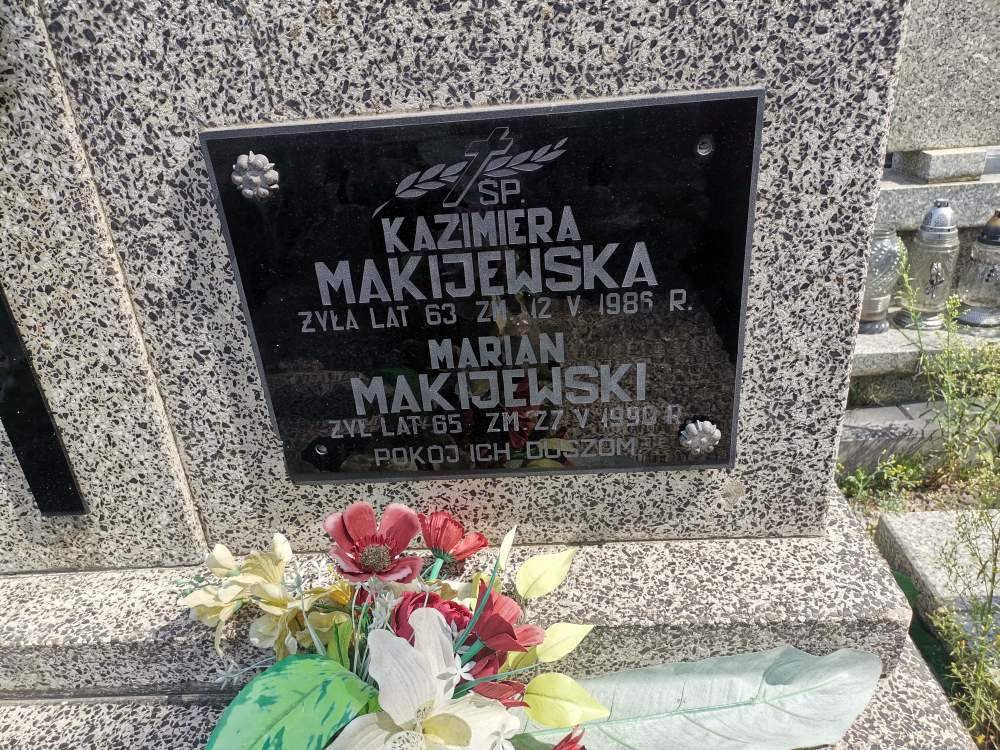 ŚP.
KAZIMIERA
MAKIJEWSKA
ŻYŁA LAT 63 ZM. 12 V 1986 R.
MARIAN
MAKIJEWSKI
ŻYŁ LAT 65 ZM. 27 V 1990 R.
POKÓJ ICH DUSZOM.